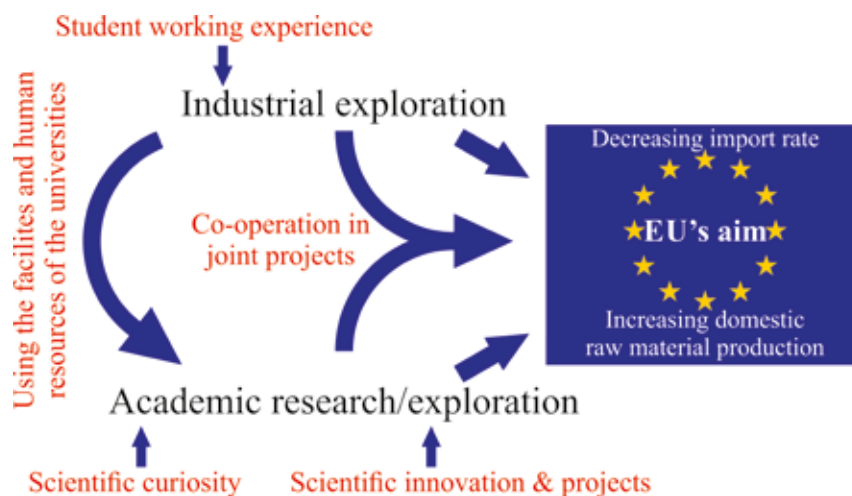 Student working experience
Industrial exploration
Using the facilites and human
resources of the universities
Co-operation in
joint projects
Decreasing import rate
EU's aim
Increasing domestic
raw material production
Academic research/exploration
Scientific curiosity
Scientific innovation & projects